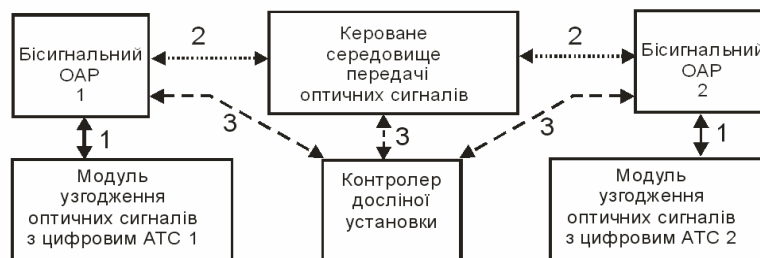 Бісигнальний
ОАР
1
2
Кероване
середовище
передачі
оптичних сигналів
2
Бісигнальний
ОАР
2
3
3
3
1
1
Модуль
узгодження
оптичних сигналів
з цифровим АТС 1
Контролер
досліної
установки
Модуль
узгодження
оптичних сигналів
з цифровим АТС 2